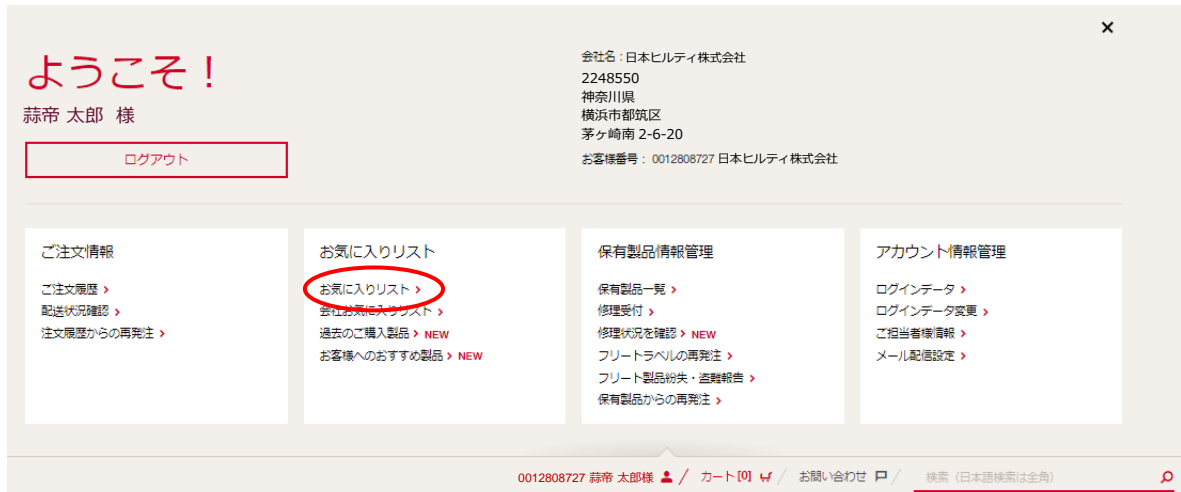 ×
ようこそ！
蒜帝 太郎 様
ログアウト
会社名：日本ヒルティ株式会社
2248550
神奈川県
横浜市都筑区
茅ヶ崎南 2-6-20
お客様番号： 0012808727 日本ヒルティ株式会社
ご注文情報
ご注文履歴 ›
配送状況確認 ›
注文履歴からの再発注 ›
お気に入りリスト
お気に入りリスト ›
会社お気に入りリスト ›
過去のご購入製品 › NEW
お客様へのおすすめ製品 › NEW
保有製品情報管理
保有製品一覧 ›
修理受付 ›
修理状況を確認 › NEW
フリートラベルの再発注 ›
フリート製品紛失・盗難報告 ›
保有製品からの再発注 ›
アカウント情報管理
ログインデータ ›
ログインデータ変更 ›
ご担当者様情報 ›
メール配信設定 ›
0012808727 蒜帝 太郎様 / カート [0] / お問い合わせ / 検索（日本語検索は全角）